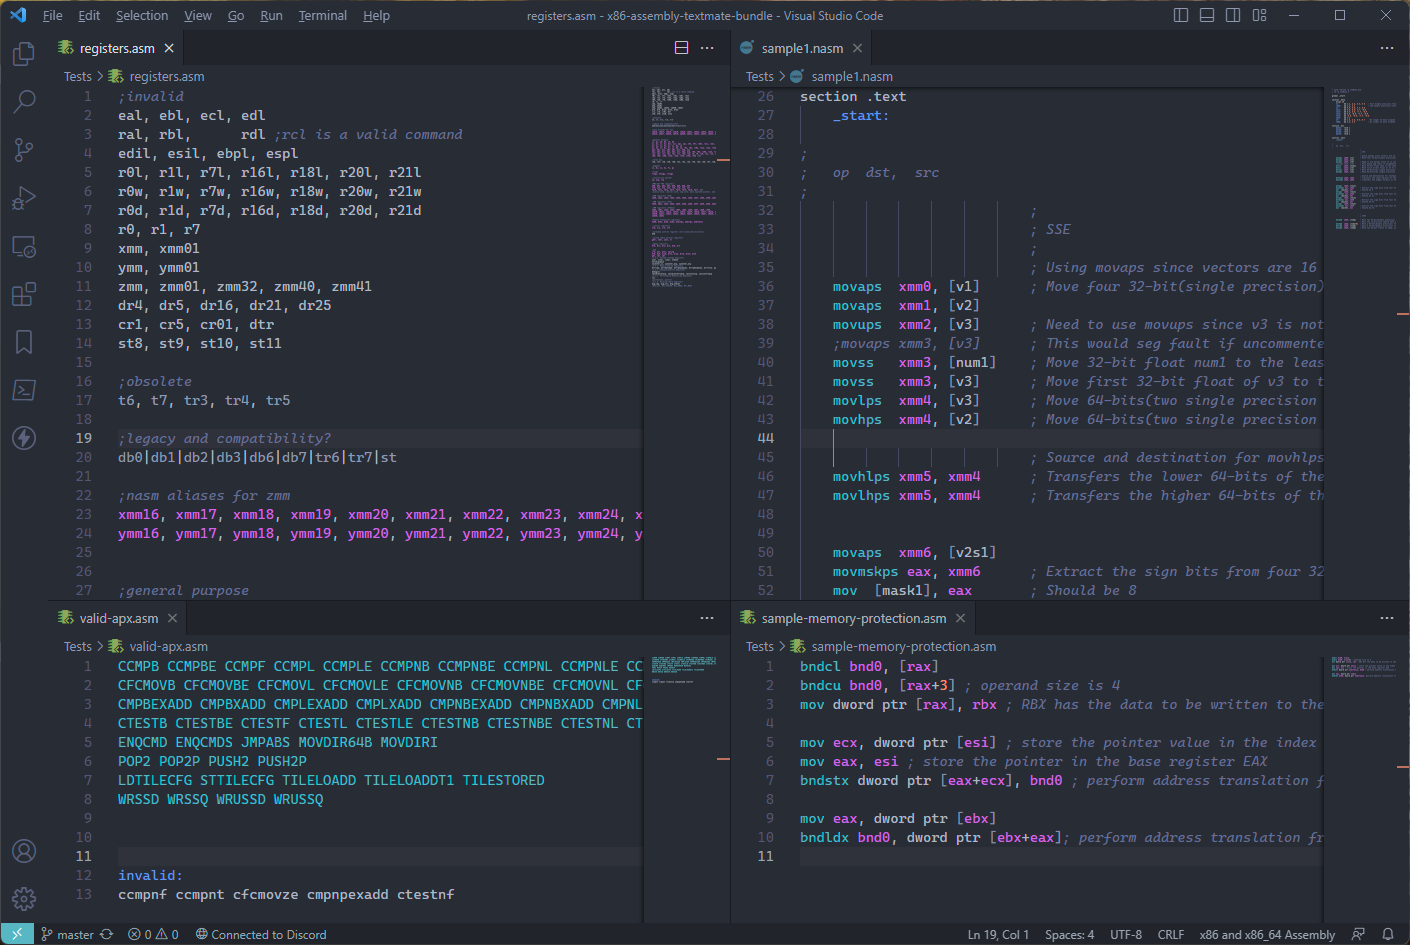 File Edit Selection View Go Run Terminal Help
registers.asm - x86-assembly-textmate-bundle - Visual Studio Code
registers.asm
Tests > registers.asm
1 ;invalid
2 eal, ebl, ecl, edl
3 ral, rbl,       rdl ;rcl is a valid command
4 edil, esil, ebpl, espl
5 r0l, r1l, r7l, r16l, r18l, r20l, r21l
6 r0w, r1w, r7w, r16w, r18w, r20w, r21w
7 r0d, r1d, r7d, r16d, r18d, r20d, r21d
8 r0, r1, r7
9 xmm, xmm01
10 ymm, ymm01
11 zmm, zmm01, zmm32, zmm40, zmm41
12 dr4, dr5, dr16, dr21, dr25
13 cr1, cr5, cr01, dtr
14 st8, st9, st10, st11
15
16 ;obsolete
17 t6, t7, tr3, tr4, tr5
18
19 ;legacy and compatibility?
20 db0|db1|db2|db3|db6|db7|tr6|tr7|st
21
22 ;nasm aliases for zmm
23 xmm16, xmm17, xmm18, xmm19, xmm20, xmm21, xmm22, xmm23, xmm24, x
24 ymm16, ymm17, ymm18, ymm19, ymm20, ymm21, ymm22, ymm23, ymm24, y
25
26
27 ;general purpose
sample1.nasm
Tests > sample1.nasm
26 section .text
27     _start:
28
29 ;
30 ;   op  dst,  src
31 ;
32 ;
33 ; SSE
34 ;
35 ; Using movaps since vectors are 16
36     movaps  xmm0, [v1]      ; Move four 32-bit(single precision)
37     movaps  xmm1, [v2]
38     movups  xmm2, [v3]      ; Need to use movups since v3 is not
39     ;movaps xmm3, [v3]      ; This would seg fault if uncommente
40     movss   xmm3, [num1]    ; Move 32-bit float num1 to the leas
41     movss   xmm3, [v3]      ; Move first 32-bit float of v3 to t
42     movlps  xmm4, [v3]      ; Move 64-bits(two single precision
43     movhps  xmm4, [v2]      ; Move 64-bits(two single precision
44
45 ; Source and destination for movhlps
46     movhlps xmm5, xmm4      ; Transfers the lower 64-bits of the
47     movlhps xmm5, xmm4      ; Transfers the higher 64-bits of th
48
49
50     movaps  xmm6, [v2s1]
51     movmskps eax, xmm6      ; Extract the sign bits from four 32
52     mov  [mask1], eax       ; Should be 8
valid-apx.asm
Tests > valid-apx.asm
1 CCMPB CCMPBE CCMPF CCMPL CCMPLE CCMPNB CCMPNBE CCMPNL CCMPNLE CC
2 CFCMOVB CFCMOVBE CFCMOVL CFCMOVLE CFCMOVNB CFCMOVNBE CFCMOVNL CF
3 CMPBEXADD CMPBXADD CMPLEXADD CMPLXADD CMPNBEXADD CMPNBXADD CMPNL
4 CTESTB CTESTBE CTESTF CTESTL CTESTLE CTESTNB CTESTNBE CTESTNL CT
5 ENQCMD ENQCMDS JMPABS MOVDIR64B MOVDIRI
6 POP2 POP2P PUSH2 PUSH2P
7 LDTILECFG STTILECFG TILELOADD TILELOADDT1 TILESTORED
8 WRSSD WRSSQ WRUSSD WRUSSQ
9
10
11
12 invalid:
13 ccmpnf ccmpnt cfcmovze cmpnpexadd ctestnf
sample-memory-protection.asm
Tests > sample-memory-protection.asm
1 bndcl bnd0, [rax]
2 bndcu bnd0, [rax+3] ; operand size is 4
3 mov dword ptr [rax], rbx ; RBX has the data to be written to the
4
5 mov ecx, dword ptr [esi] ; store the pointer value in the index
6 mov eax, esi ; store the pointer in the base register EAX
7 bndstx dword ptr [eax+ecx], bnd0 ; perform address translation f
8
9 mov eax, dword ptr [ebx]
10 bndldx bnd0, dword ptr [ebx+eax]; perform address translation fr
11
master 0 0 Connected to Discord Ln 19, Col 1 Spaces: 4 UTF-8 CRLF x86 and x86_64 Assembly